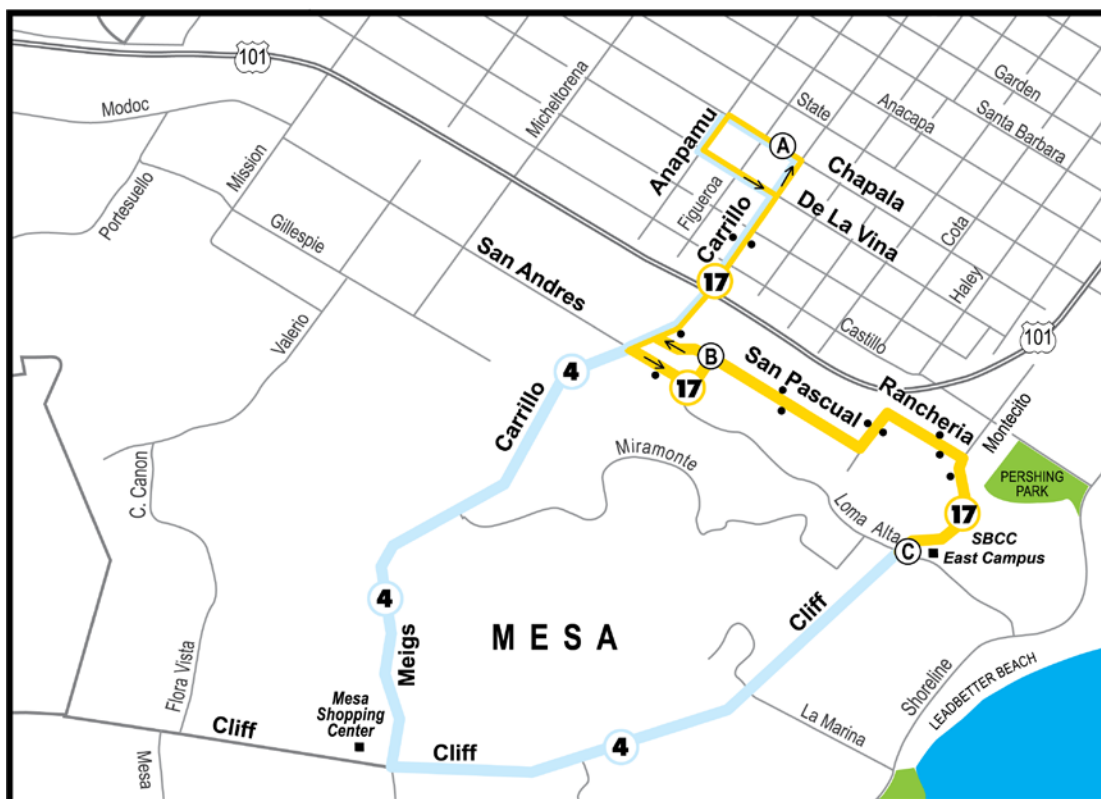 101
Modoc
Micheltorena
Garden
State
Anacapa
Santa Barbara
Mission
Anapamu
A
Chapala
Portesuello
Figueroa
De La Vina
Cota
Gillespie
San Andres
Carrillo
Haley
17
Castillo
101
Valerio
B
4
17
San Pascual
Rancheria
Montecito
Carrillo
Miramonte
PERSHING
PARK
C. Canon
Loma Alta
17
SBCC
East Campus
C
4
Cliff
MESA
Meigs
Flora Vista
Mesa
Shopping
Center
Shoreline
LEADBETTER BEACH
La Marina
Cliff
Cliff
4
Mesa